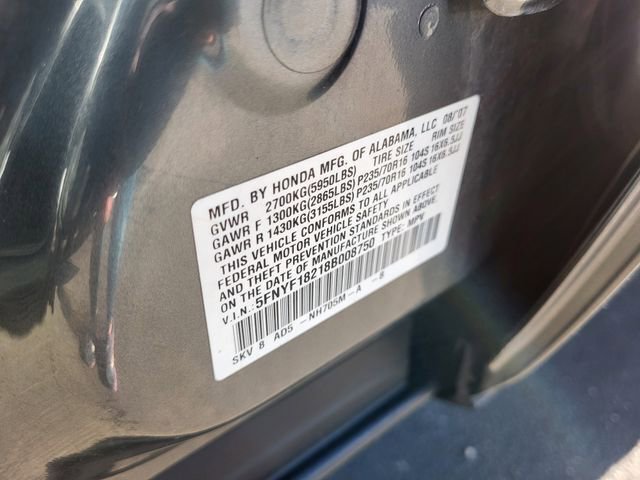 MFD. BY HONDA MFG. OF ALABAMA, LLC 08/'07
GVWR 2700KG(5950LBS) TIRE SIZE RIM SIZE
GAWR F 1300KG(2865LBS) P235/70R16 104S 16X6.5JJ
GAWR R 1430KG(3155LBS) P235/70R16 104S 16X6.5JJ
THIS VEHICLE CONFORMS TO ALL APPLICABLE
FEDERAL MOTOR VEHICLE SAFETY
AND THEFT PREVENTION STANDARDS IN EFFECT
ON THE DATE OF MANUFACTURE SHOWN ABOVE.
V.I.N.: 5FNYF18218B008750 TYPE: MPV
SKV 8 AD5 -NH705M-A -8